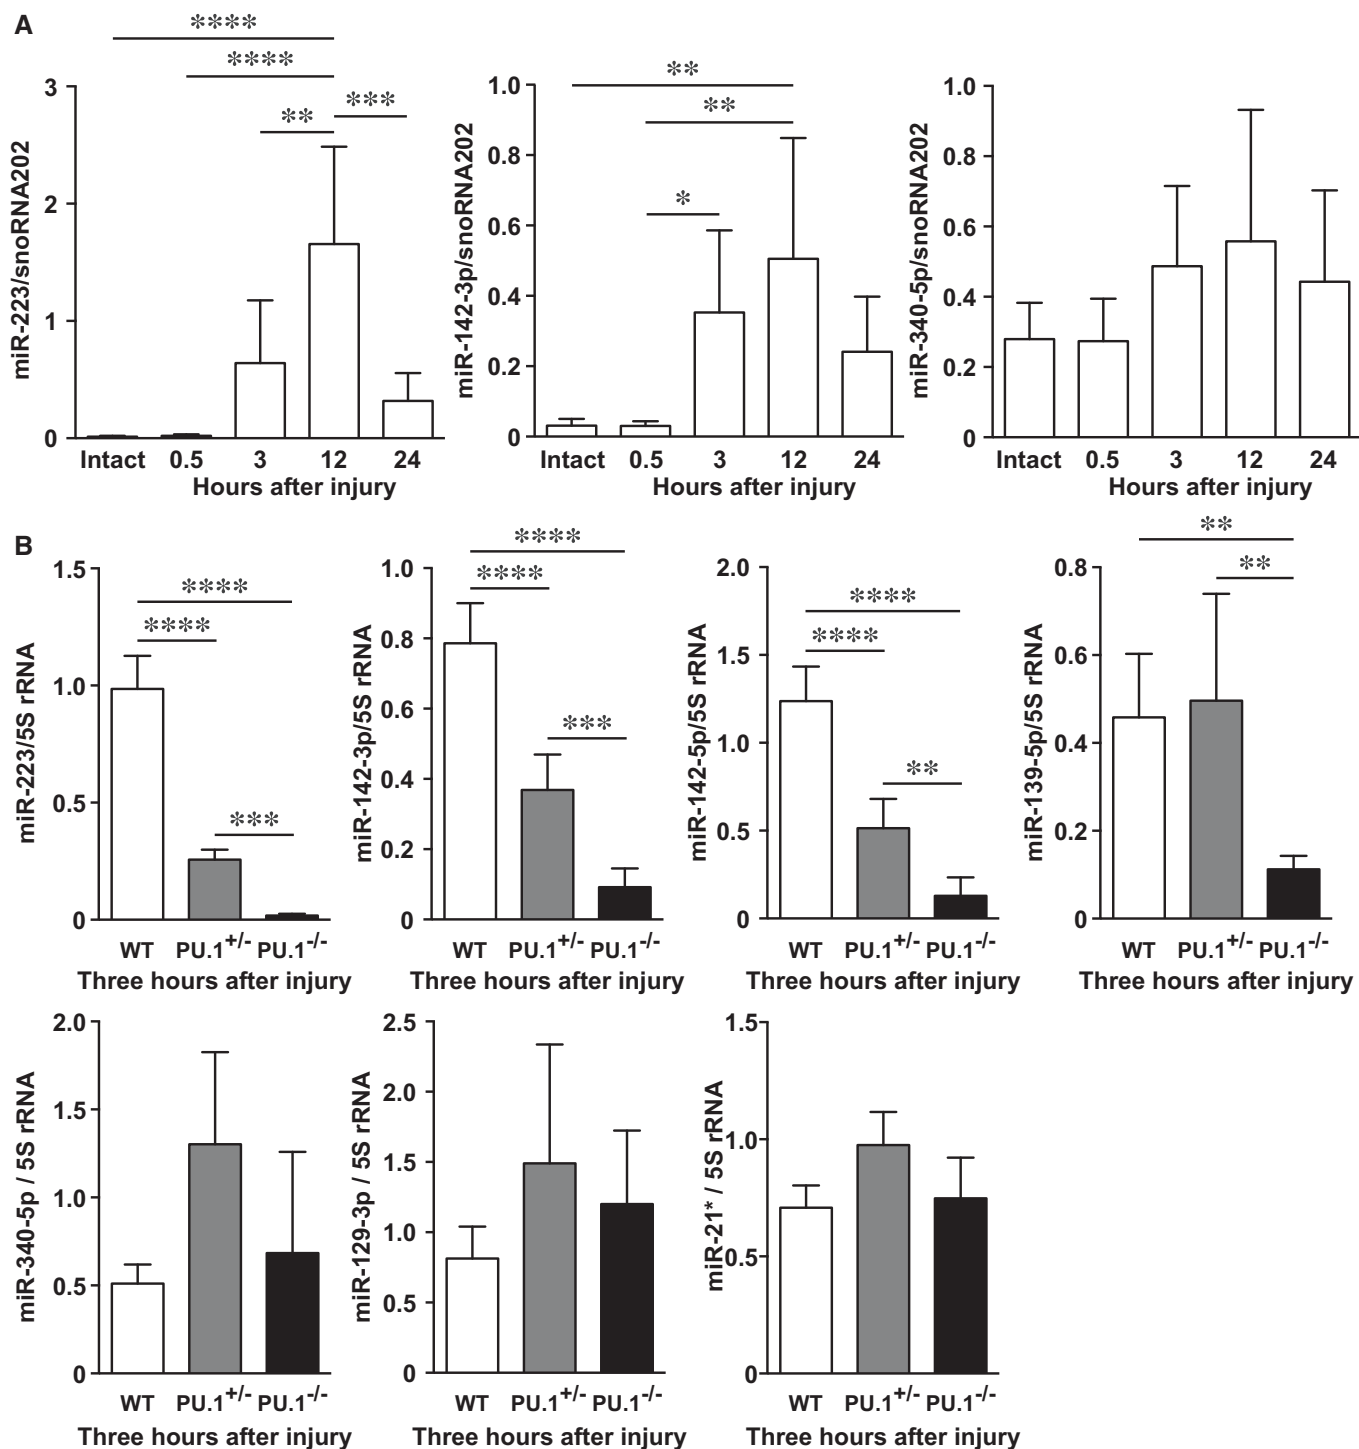 A
****
****
** ***
3
2
1
0
miR-223/snoRNA202
Intact 0.5 3 12 24
Hours after injury
**
**
*
1.0
0.8
0.6
0.4
0.2
0
miR-142-3p/snoRNA202
Intact 0.5 3 12 24
Hours after injury
1.0
0.8
0.6
0.4
0.2
0
miR-340-5p/snoRNA202
Intact 0.5 3 12 24
Hours after injury
B
****
****
***
1.5
1.0
0.5
0
miR-223/5S rRNA
WT PU.1+/- PU.1-/-
Three hours after injury
****
****
***
1.0
0.8
0.6
0.4
0.2
0
miR-142-3p/5S rRNA
WT PU.1+/- PU.1-/-
Three hours after injury
****
****
**
2.0
1.5
1.0
0.5
0
miR-142-5p/5S rRNA
WT PU.1+/- PU.1-/-
Three hours after injury
**
**
0.8
0.6
0.4
0.2
0
miR-139-5p/5S rRNA
WT PU.1+/- PU.1-/-
Three hours after injury
2.0
1.5
1.0
0.5
0
miR-340-5p / 5S rRNA
WT PU.1+/- PU.1-/-
Three hours after injury
2.5
2.0
1.5
1.0
0.5
0
miR-129-3p / 5S rRNA
WT PU.1+/- PU.1-/-
Three hours after injury
1.5
1.0
0.5
0
miR-21* / 5S rRNA
WT PU.1+/- PU.1-/-
Three hours after injury